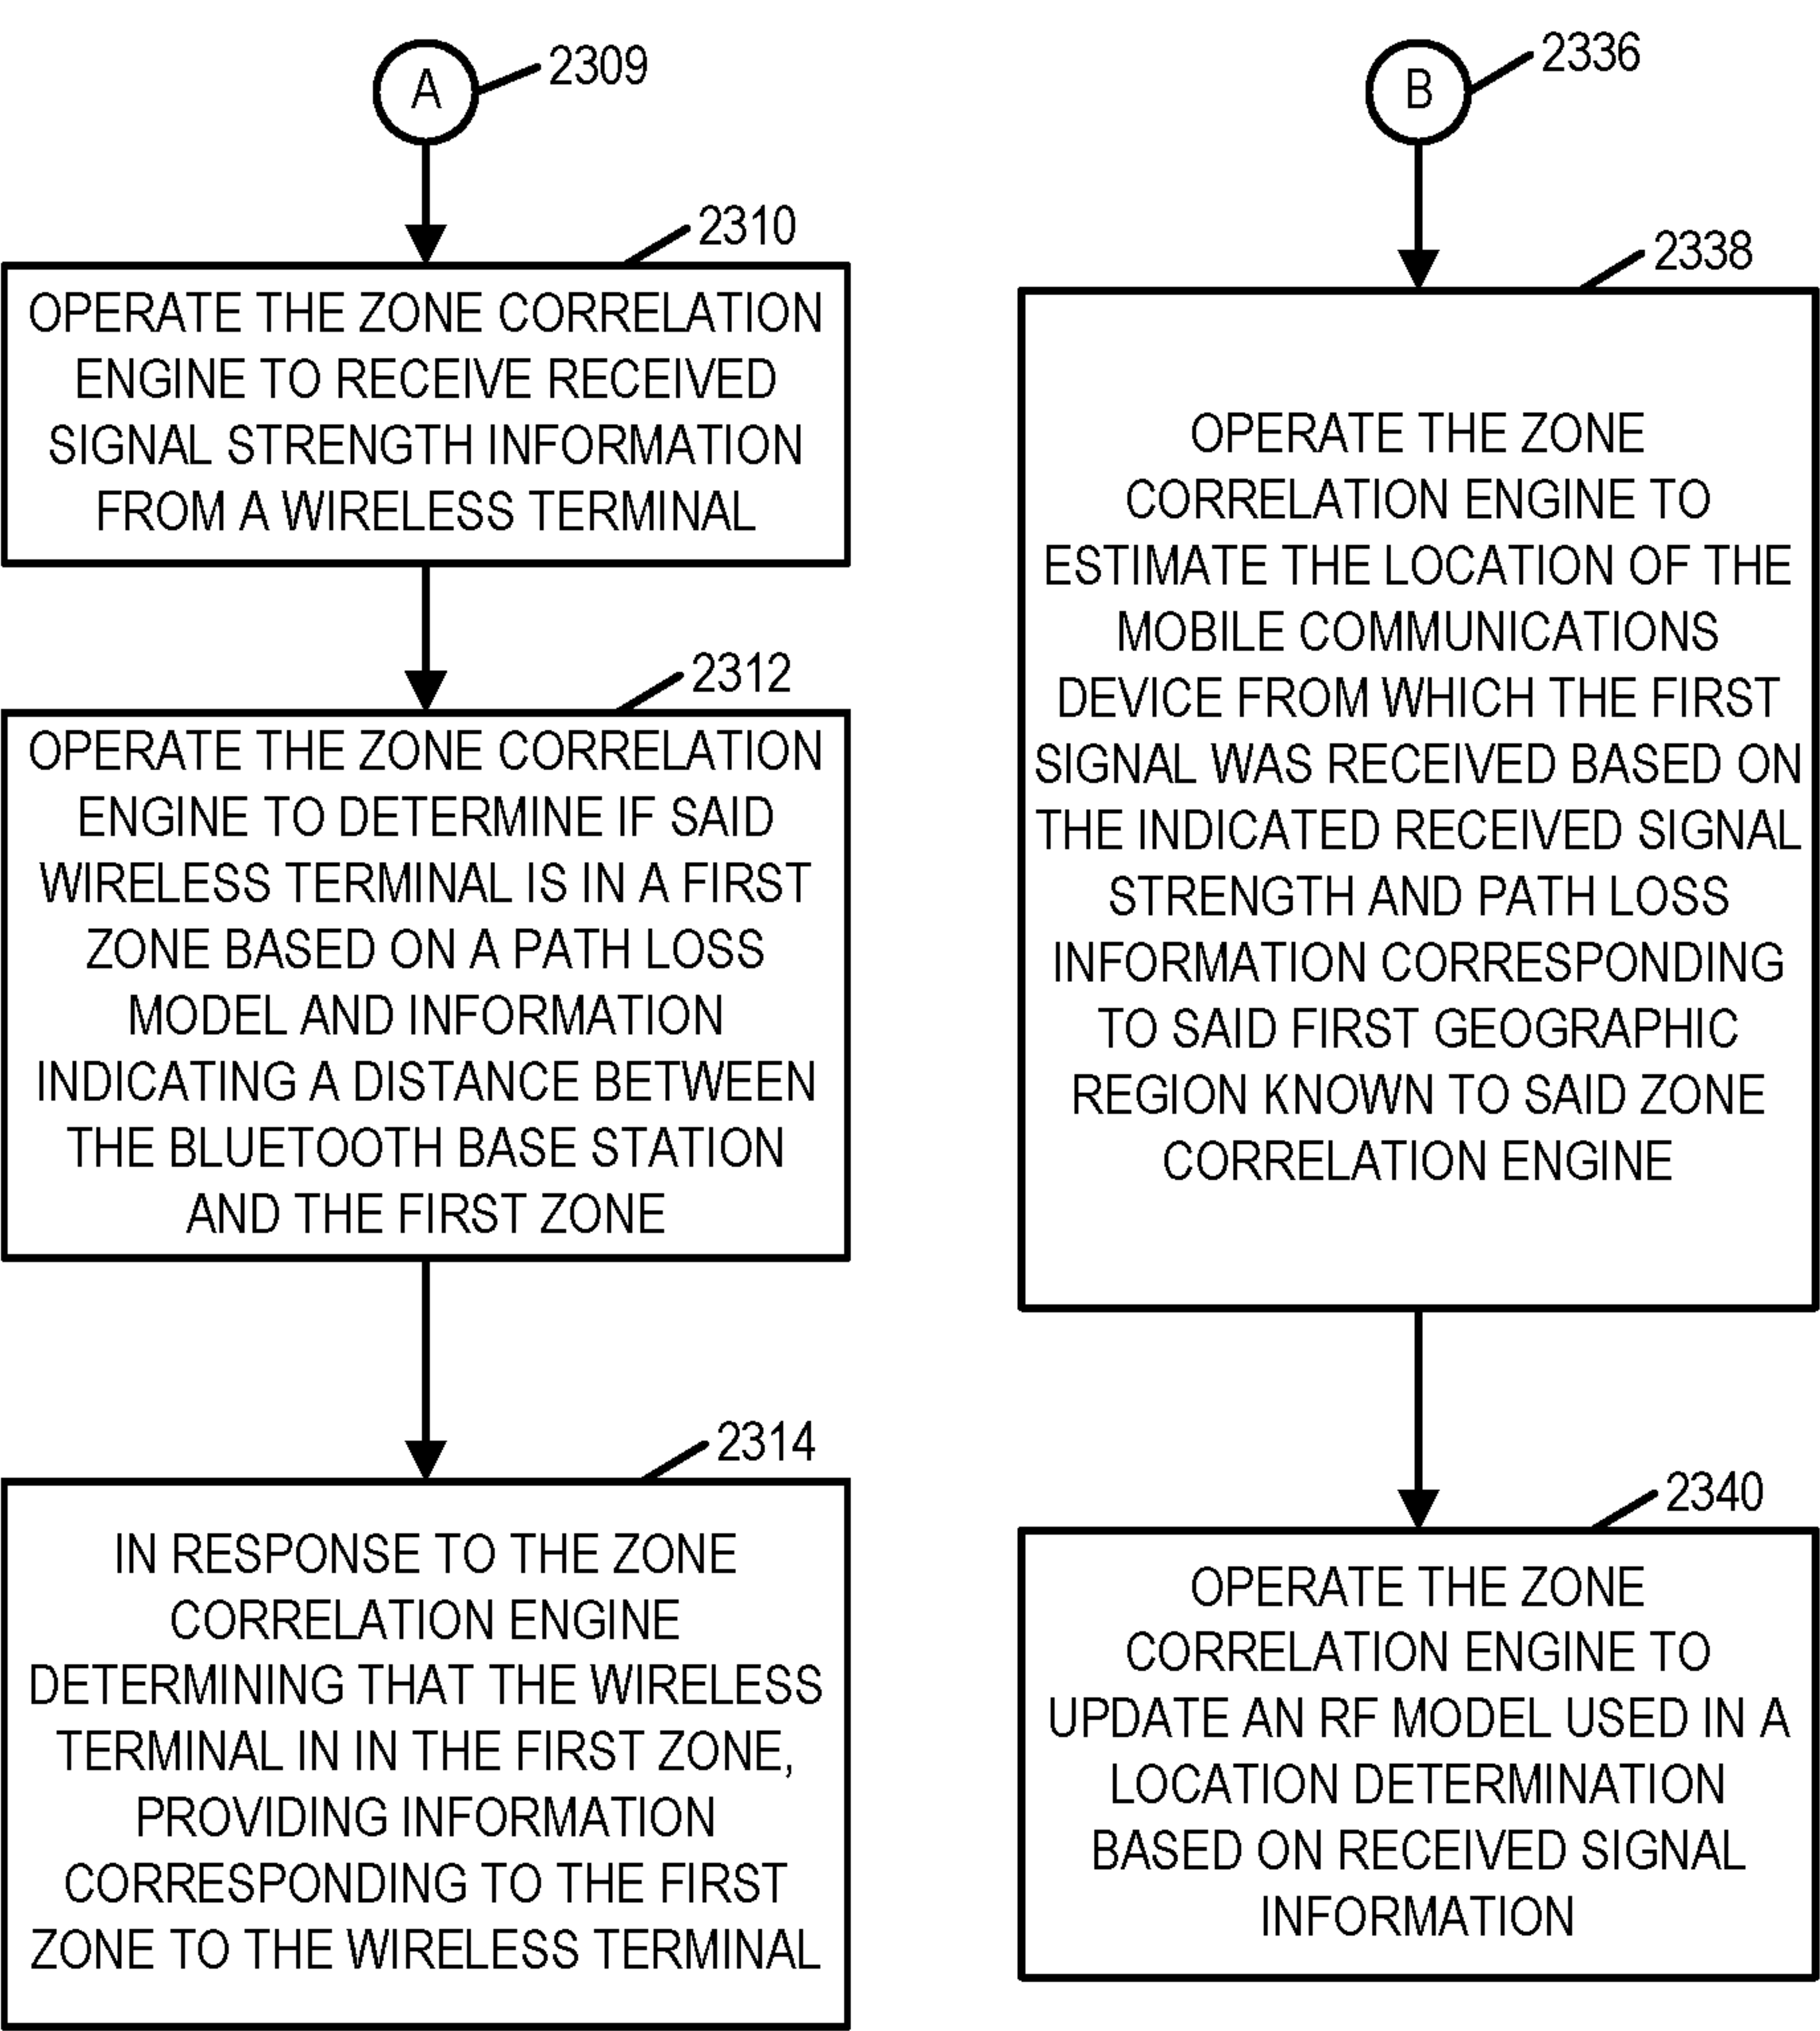 A
2309
2310
OPERATE THE ZONE CORRELATION
ENGINE TO RECEIVE RECEIVED
SIGNAL STRENGTH INFORMATION
FROM A WIRELESS TERMINAL
2312
OPERATE THE ZONE CORRELATION
ENGINE TO DETERMINE IF SAID
WIRELESS TERMINAL IS IN A FIRST
ZONE BASED ON A PATH LOSS
MODEL AND INFORMATION
INDICATING A DISTANCE BETWEEN
THE BLUETOOTH BASE STATION
AND THE FIRST ZONE
2314
IN RESPONSE TO THE ZONE
CORRELATION ENGINE
DETERMINING THAT THE WIRELESS
TERMINAL IN IN THE FIRST ZONE,
PROVIDING INFORMATION
CORRESPONDING TO THE FIRST
ZONE TO THE WIRELESS TERMINAL
B
2336
2338
OPERATE THE ZONE
CORRELATION ENGINE TO
ESTIMATE THE LOCATION OF THE
MOBILE COMMUNICATIONS
DEVICE FROM WHICH THE FIRST
SIGNAL WAS RECEIVED BASED ON
THE INDICATED RECEIVED SIGNAL
STRENGTH AND PATH LOSS
INFORMATION CORRESPONDING
TO SAID FIRST GEOGRAPHIC
REGION KNOWN TO SAID ZONE
CORRELATION ENGINE
2340
OPERATE THE ZONE
CORRELATION ENGINE TO
UPDATE AN RF MODEL USED IN A
LOCATION DETERMINATION
BASED ON RECEIVED SIGNAL
INFORMATION